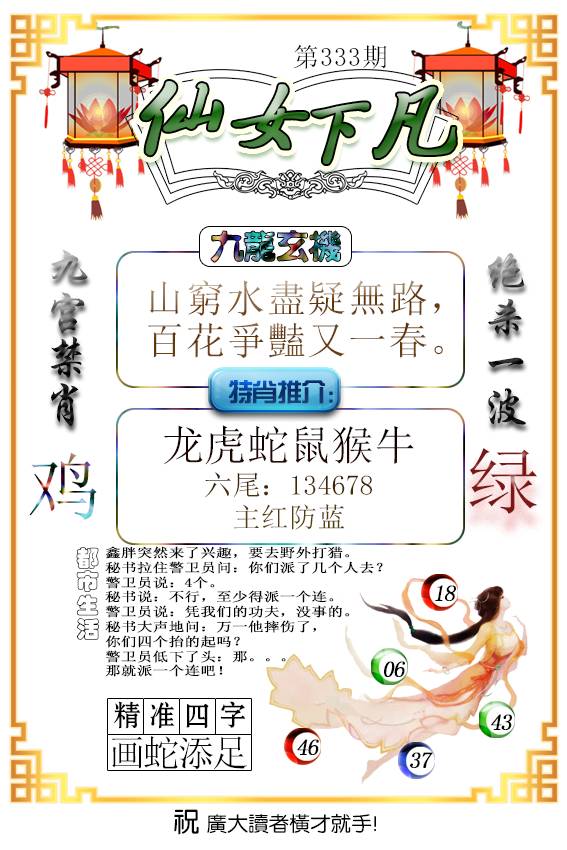 第333期
仙女下凡
九龍玄機
山窮水盡疑無路，
百花爭豔又一春。
九宫禁肖
鸡
绝杀一波
绿
特肖推介:
龙虎蛇鼠猴牛
六尾：134678
主红防蓝
都市生活
鑫胖突然来了兴趣，要去野外打猎。
秘书拉住警卫员问：你们派了几个人去？
警卫员说：4个。
秘书说：不行，至少得派一个连。
警卫员说：凭我们的功夫，没事的。
秘书大声地问：万一他摔伤了，
你们四个抬的起吗？
警卫员低下了头：那。。。
那就派一个连吧！
18
06
43
46
37
精准四字
画蛇添足
祝 廣大讀者橫才就手!